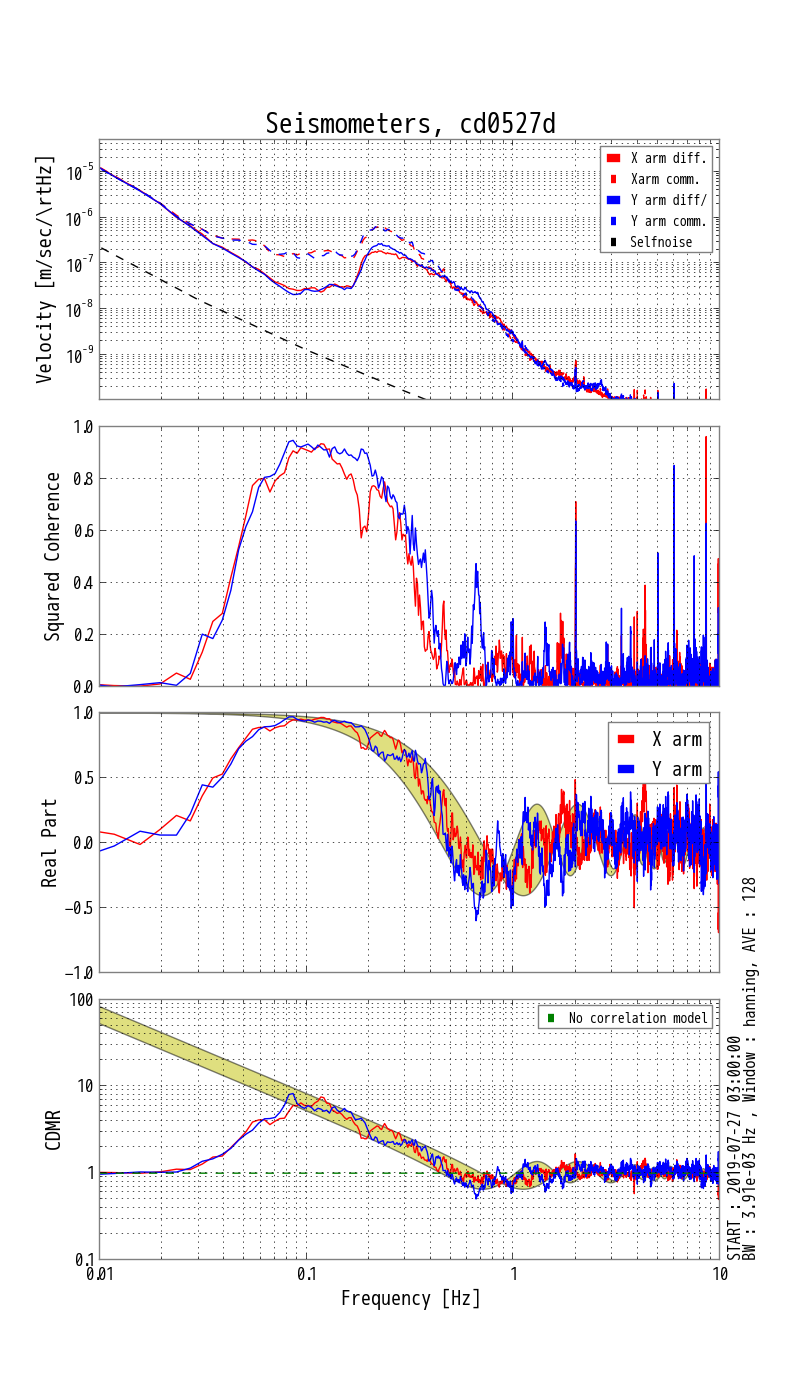 Seismometers, cd0527d
Velocity [m/sec/\rtHz]
10^-5
10^-6
10^-7
10^-8
10^-9
X arm diff.
Xarm comm.
Y arm diff/
Y arm comm.
Selfnoise
Squared Coherence
1.0
0.8
0.6
0.4
0.2
0.0
Real Part
1.0
0.5
0.0
−0.5
−1.0
X arm
Y arm
CDMR
100
10
1
0.1
No correlation model
0.01
0.1
1
10
Frequency [Hz]
START : 2019-07-27 03:00:00
BW : 3.91e-03 Hz , Window : hanning, AVE : 128